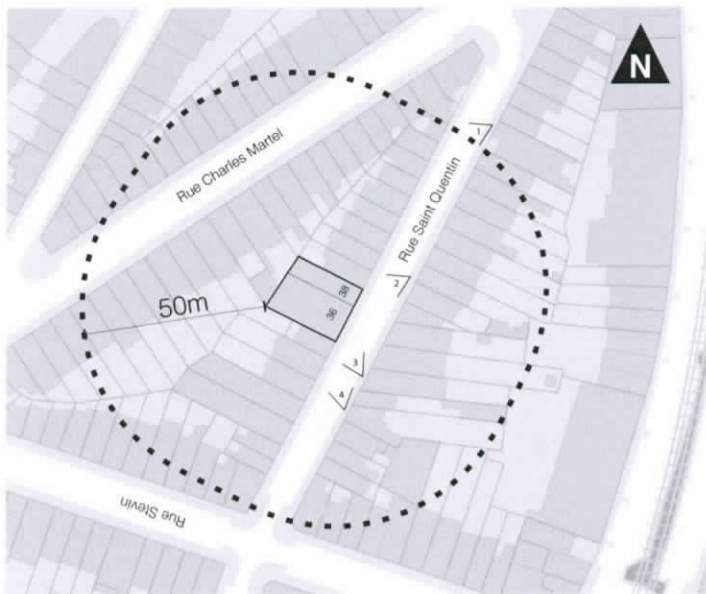 N
1
Rue Charles Martel
Rue Saint Quentin
2
38
50m
36
3
4
Rue Stevin